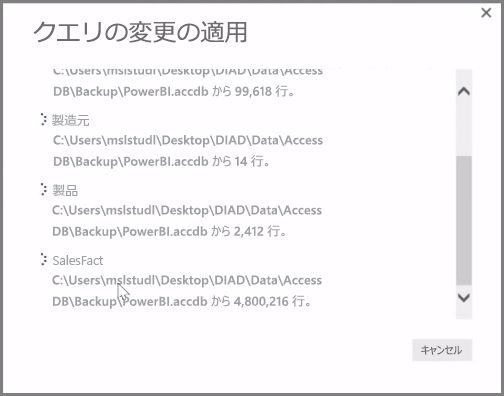 クエリの変更の適用
C:\Users\mslstudl\Desktop\DIAD\Data\Access
DB\Backup\PowerBI.accdb から 99,618 行。
製造元
C:\Users\mslstudl\Desktop\DIAD\Data\Access
DB\Backup\PowerBI.accdb から 14 行。
製品
C:\Users\mslstudl\Desktop\DIAD\Data\Access
DB\Backup\PowerBI.accdb から 2,412 行。
SalesFact
C:\Users\mslstudl\Desktop\DIAD\Data\Access
DB\Backup\PowerBI.accdb から 4,800,216 行。
キャンセル